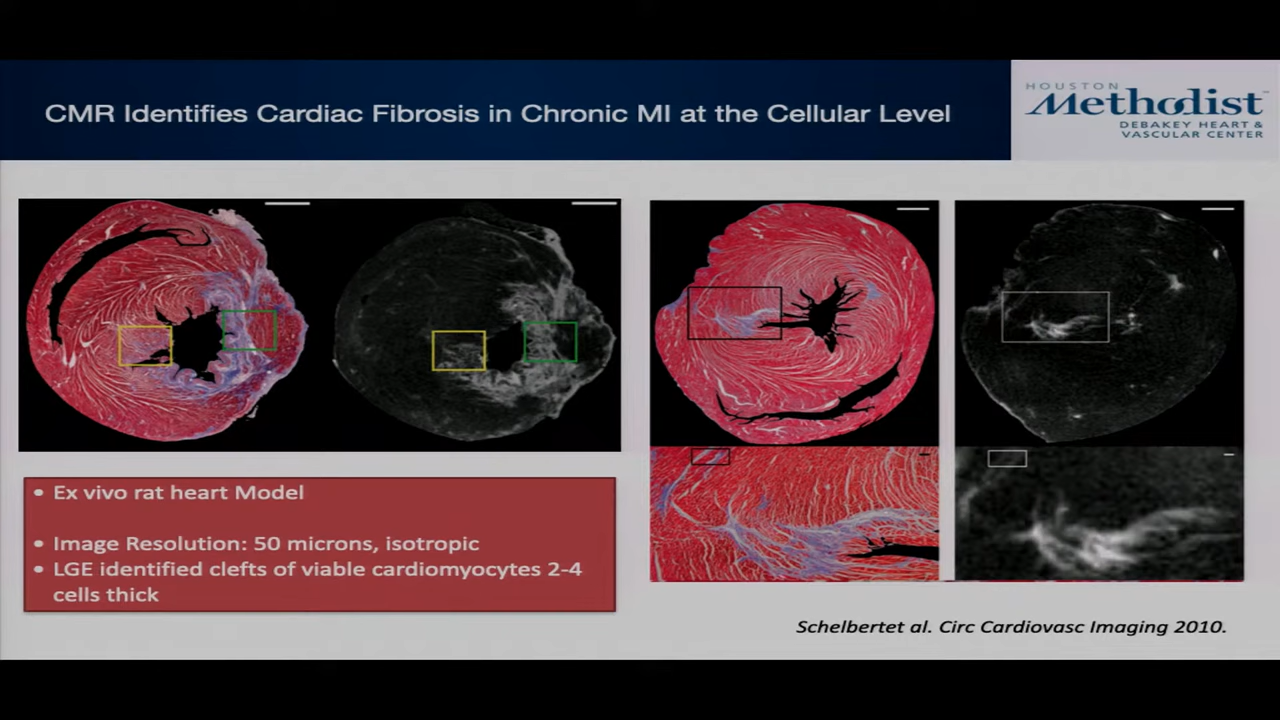 CMR Identifies Cardiac Fibrosis in Chronic MI at the Cellular Level
HOUSTON
Methodist
DEBAKEY HEART &
VASCULAR CENTER
• Ex vivo rat heart Model
• Image Resolution: 50 microns, isotropic
• LGE identified clefts of viable cardiomyocytes 2-4
cells thick
Schelbertet al. Circ Cardiovasc Imaging 2010.